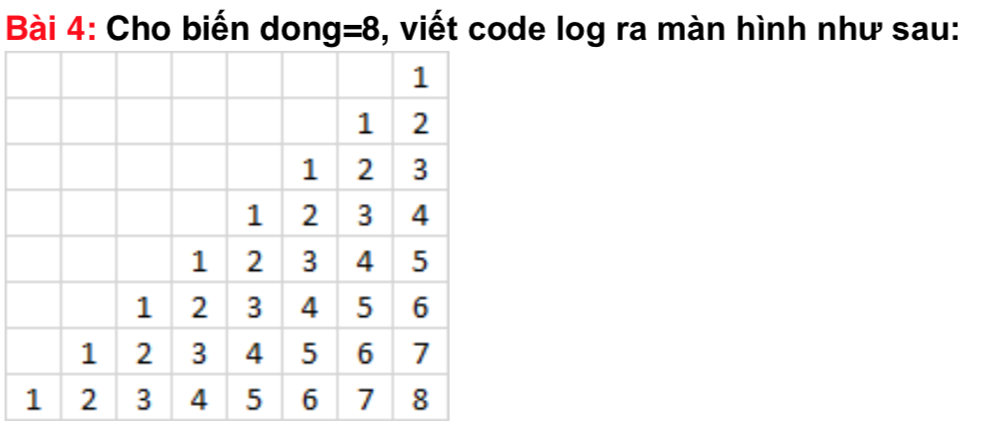 Bài 4: Cho biến dong=8, viết code log ra màn hình như sau:
1
1 2
1 2 3
1 2 3 4
1 2 3 4 5
1 2 3 4 5 6
1 2 3 4 5 6 7
1 2 3 4 5 6 7 8